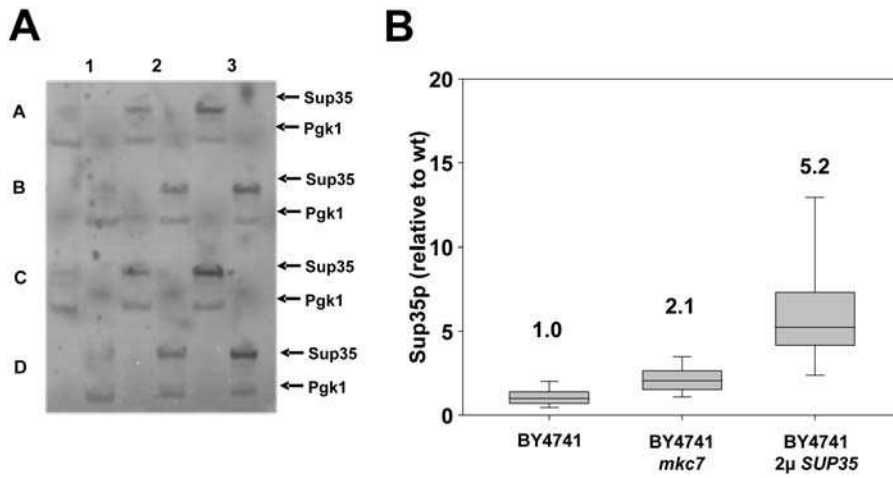 A
1 2 3
A
Sup35
Pgk1
B
Sup35
Pgk1
C
Sup35
Pgk1
D
Sup35
Pgk1
B
Sup35p (relative to wt)
20
15
10
5
0
1.0
2.1
5.2
BY4741
BY4741
mkc7
BY4741
2µ SUP35